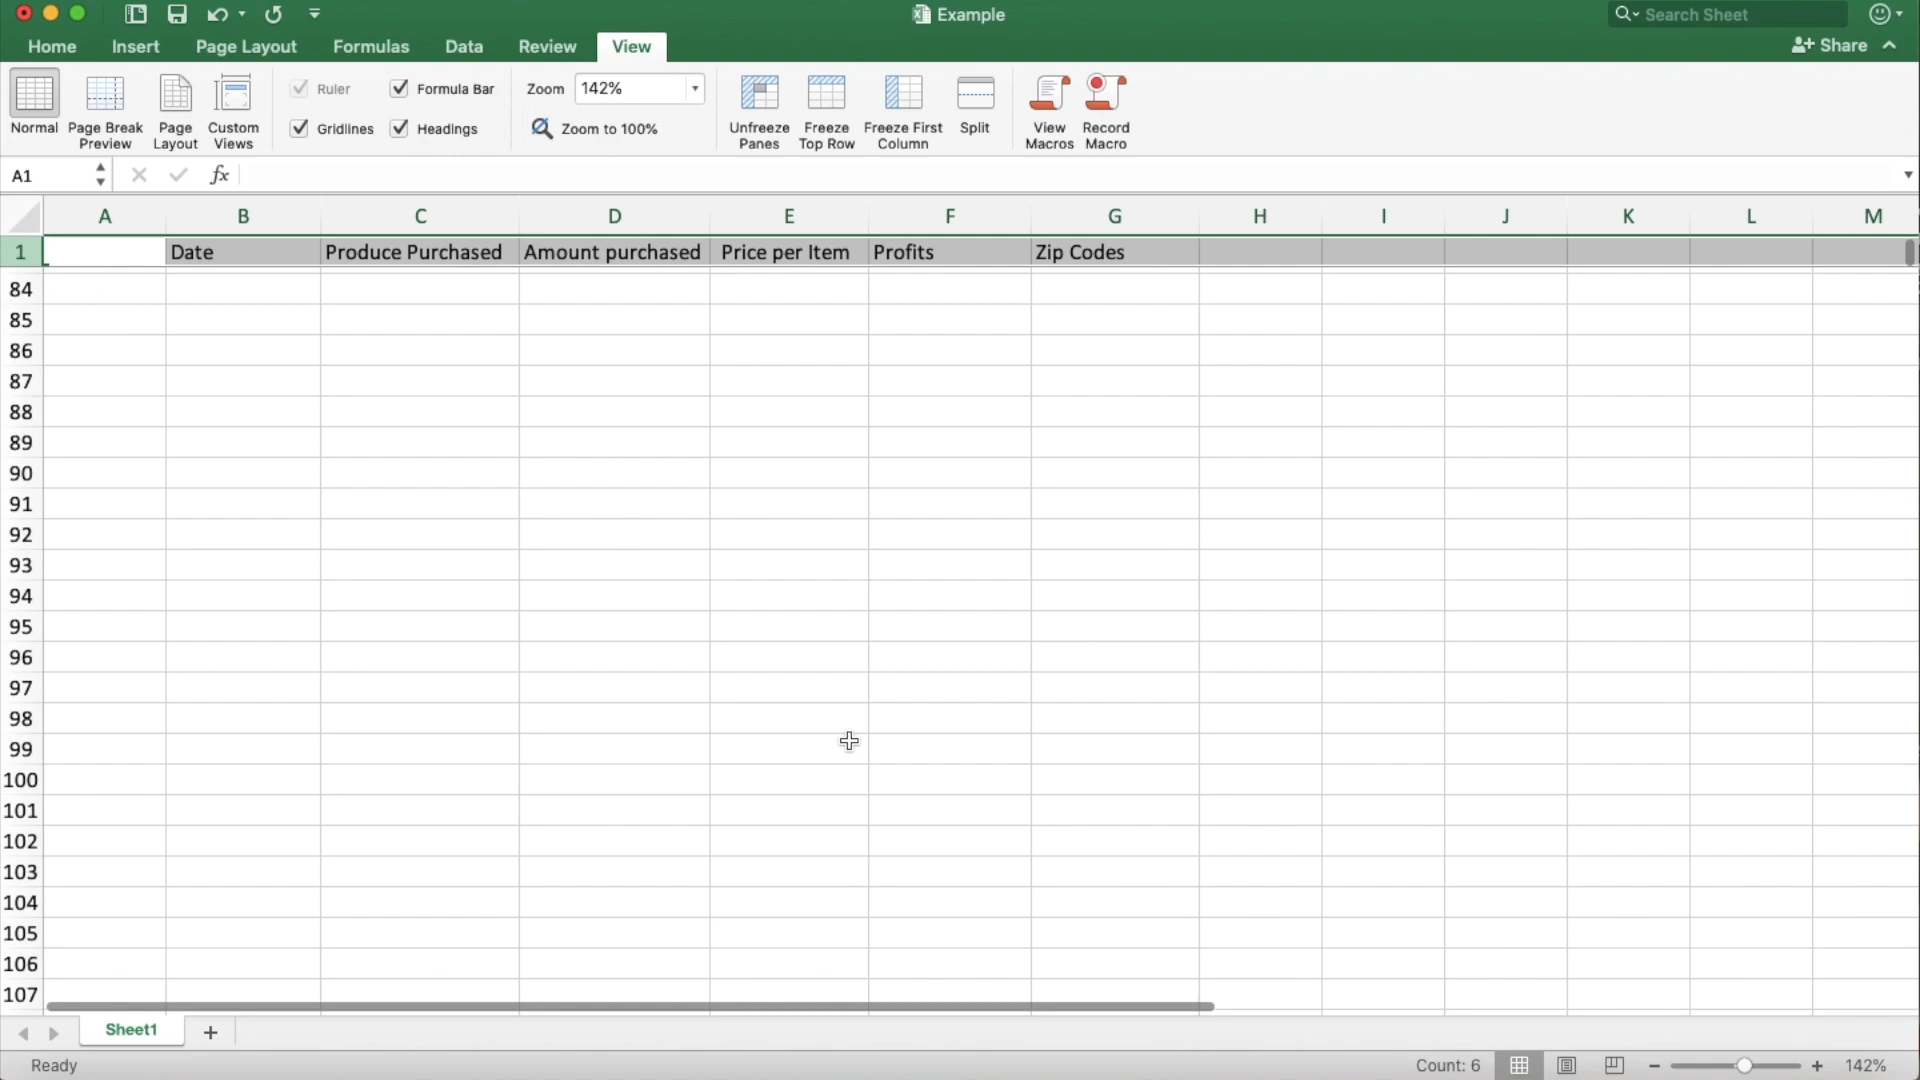 Example
Search Sheet
Home Insert Page Layout Formulas Data Review View
Share
Ruler Formula Bar Zoom 142%
Gridlines Headings Zoom to 100%
Normal Page Break Preview Page Layout Custom Views Unfreeze Panes Freeze Top Row Freeze First Column Split View Macros Record Macro
A1 fx
A B C D E F G H I J K L M
1 Date Produce Purchased Amount purchased Price per Item Profits Zip Codes
84
85
86
87
88
89
90
91
92
93
94
95
96
97
98
99
100
101
102
103
104
105
106
107
Sheet1 +
Ready Count: 6 − + 142%